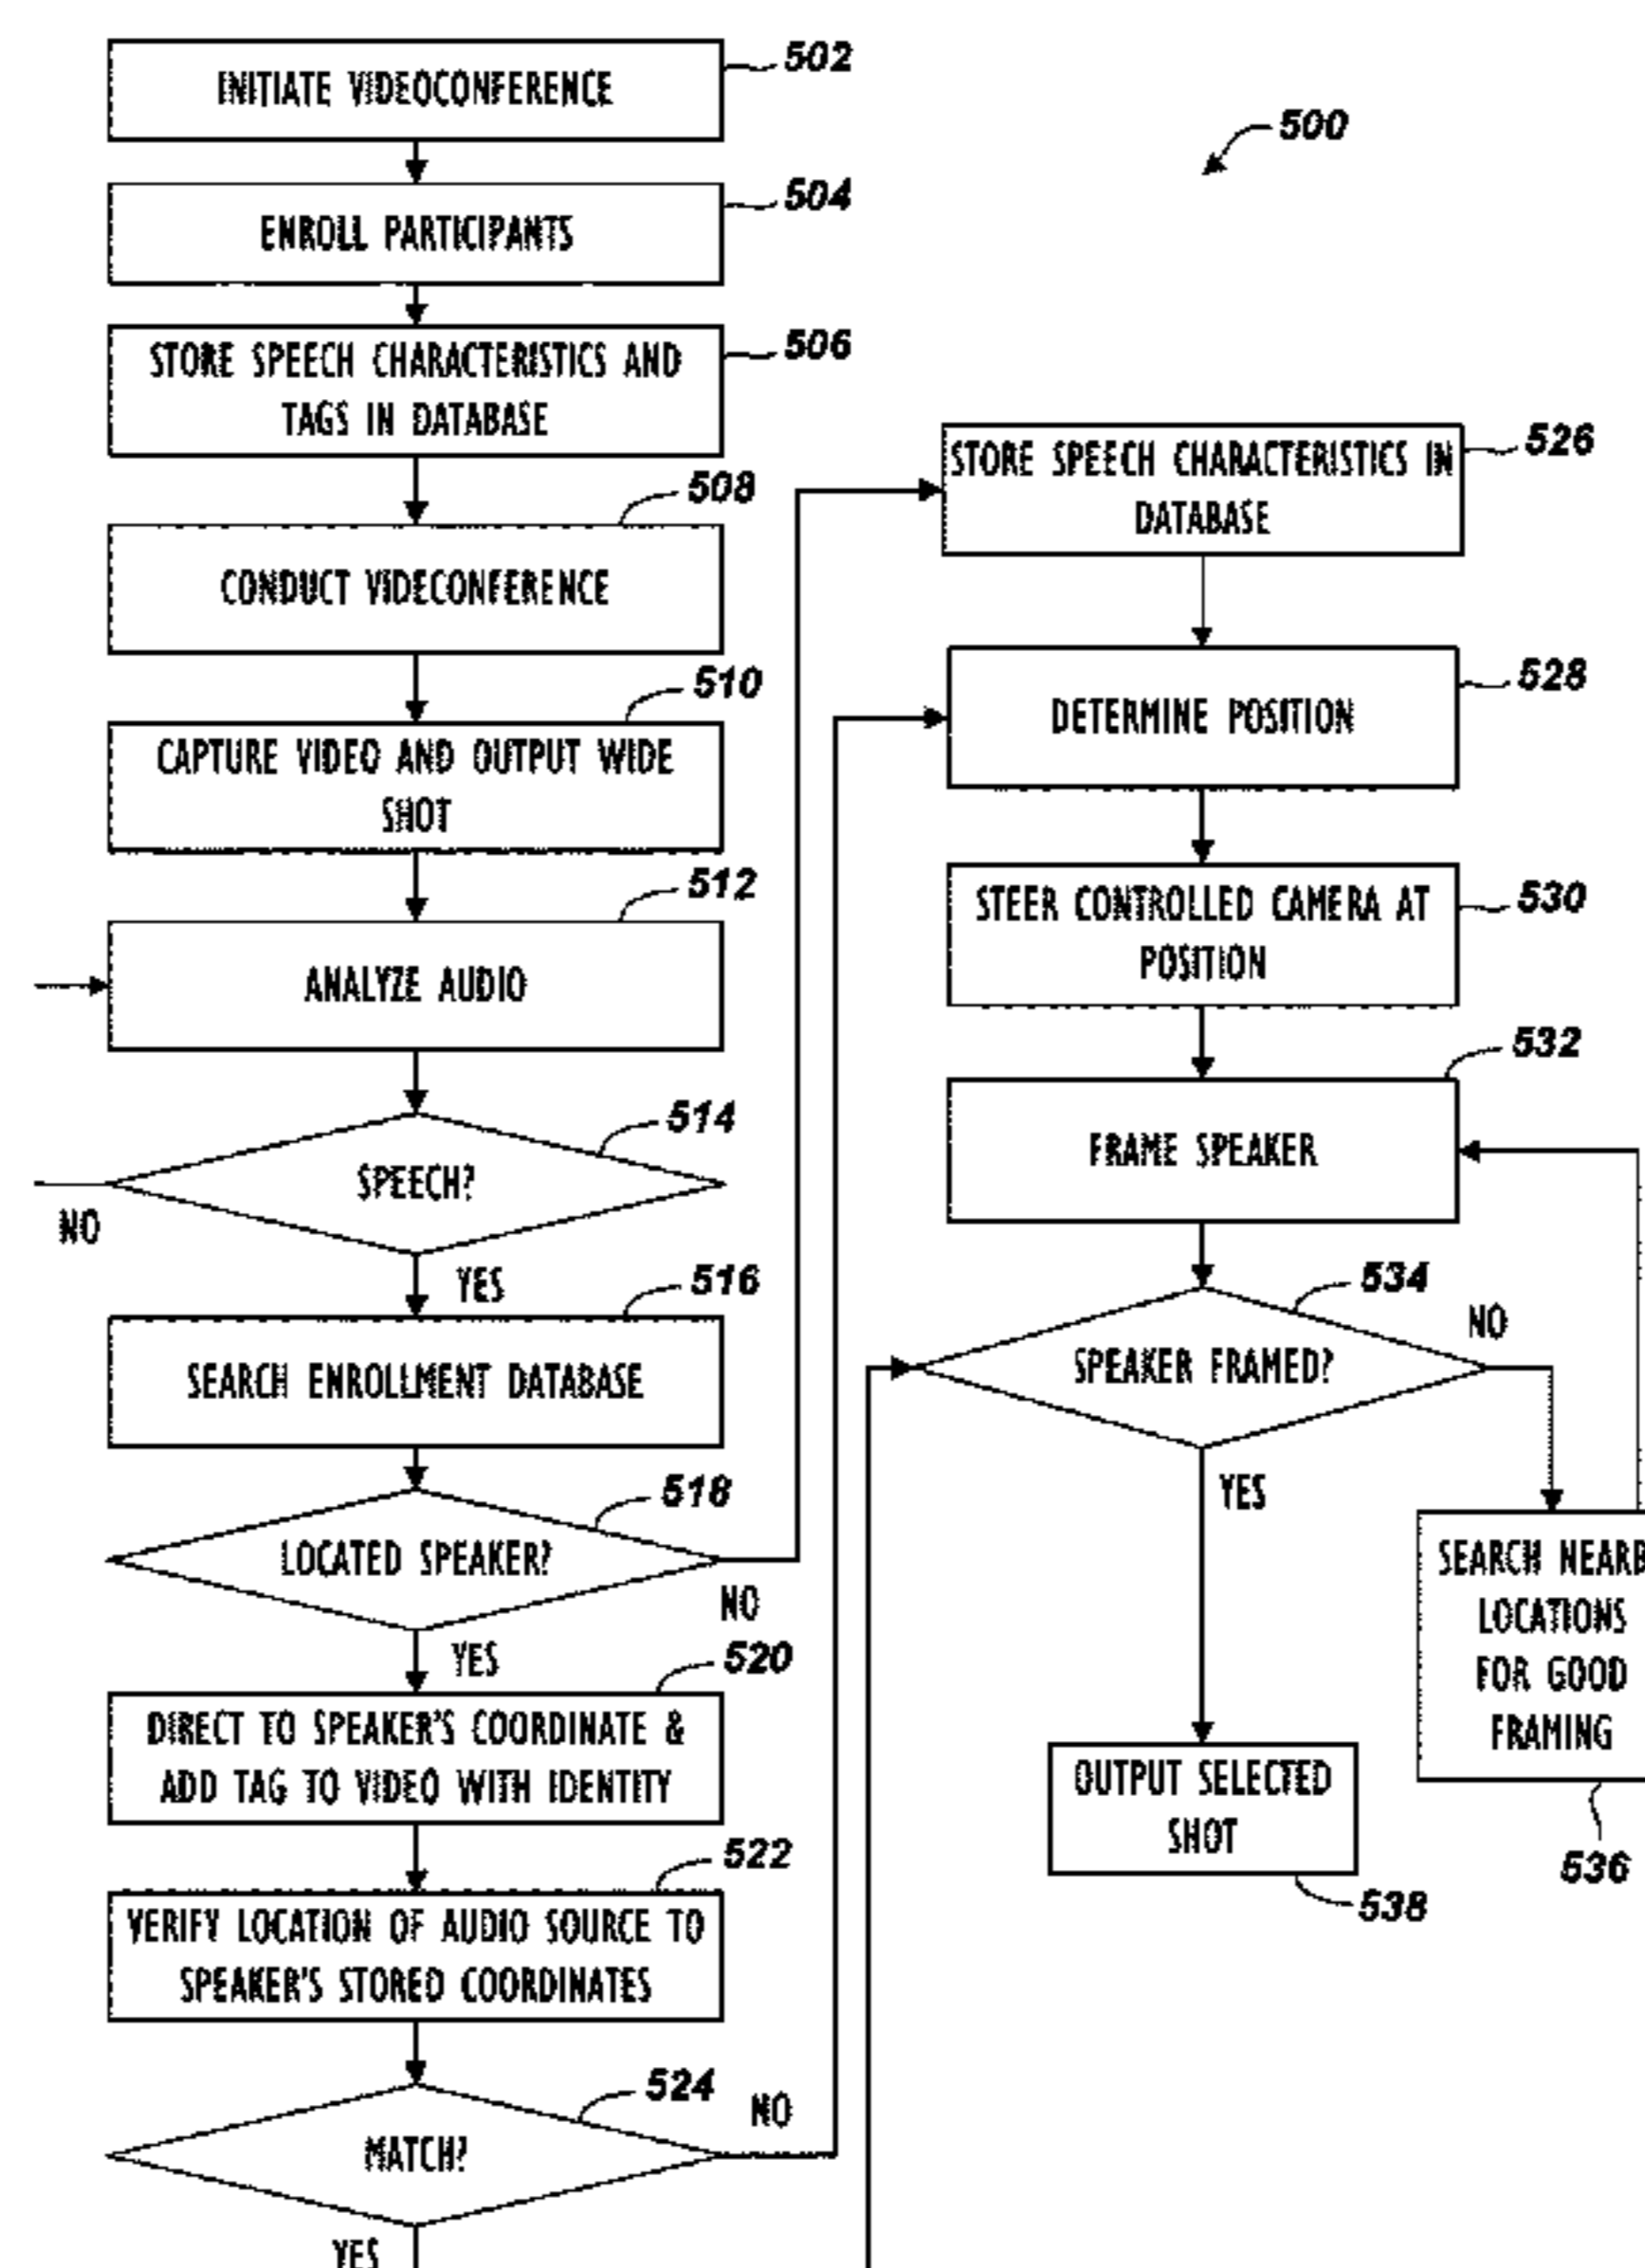 INITIATE VIDEOCONFERENCE
502
500
ENROLL PARTICIPANTS
504
STORE SPEECH CHARACTERISTICS AND
TAGS IN DATABASE
506
508
CONDUCT VIDECONFERENCE
510
CAPTURE VIDEO AND OUTPUT WIDE
SHOT
512
ANALYZE AUDIO
514
SPEECH?
NO
YES
516
SEARCH ENROLLMENT DATABASE
518
LOCATED SPEAKER?
NO
YES
520
DIRECT TO SPEAKER'S COORDINATE &
ADD TAG TO VIDEO WITH IDENTITY
522
VERIFY LOCATION OF AUDIO SOURCE TO
SPEAKER'S STORED COORDINATES
524
NO
MATCH?
YES
526
STORE SPEECH CHARACTERISTICS IN
DATABASE
528
DETERMINE POSITION
530
STEER CONTROLLED CAMERA AT
POSITION
532
FRAME SPEAKER
534
NO
SPEAKER FRAMED?
YES
SEARCH NEARB
LOCATIONS
FOR GOOD
FRAMING
536
OUTPUT SELECTED
SHOT
538